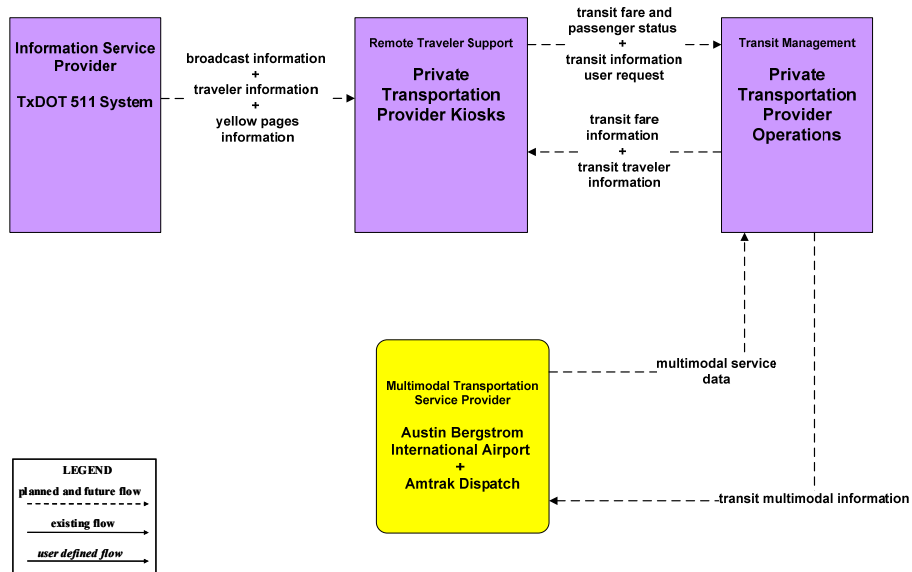 Information Service
Provider
TxDOT 511 System
broadcast information
+
traveler information
+
yellow pages
information
Remote Traveler Support
Private
Transportation
Provider Kiosks
transit fare and
passenger status
+
transit information
user request
transit fare
information
+
transit traveler
information
Transit Management
Private
Transportation
Provider
Operations
multimodal service
data
Multimodal Transportation
Service Provider
Austin Bergstrom
International Airport
+
Amtrak Dispatch
transit multimodal information
LEGEND
planned and future flow
existing flow
user defined flow